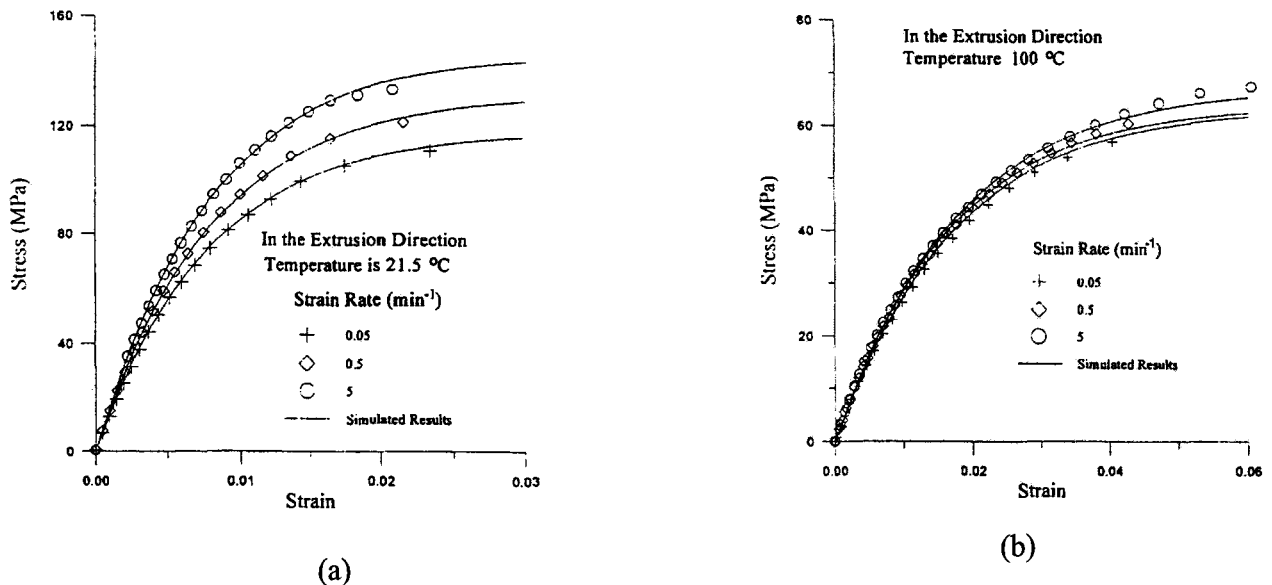 160
120
80
40
0
Stress (MPa)
In the Extrusion Direction
Temperature is 21.5 °C
Strain Rate (min⁻¹)
0.05
0.5
5
Simulated Results
0.00
0.01
0.02
0.03
Strain
(a)
80
60
40
20
0
Stress (MPa)
In the Extrusion Direction
Temperature 100 °C
Strain Rate (min⁻¹)
0.05
0.5
5
Simulated Results
0.00
0.02
0.04
0.06
Strain
(b)